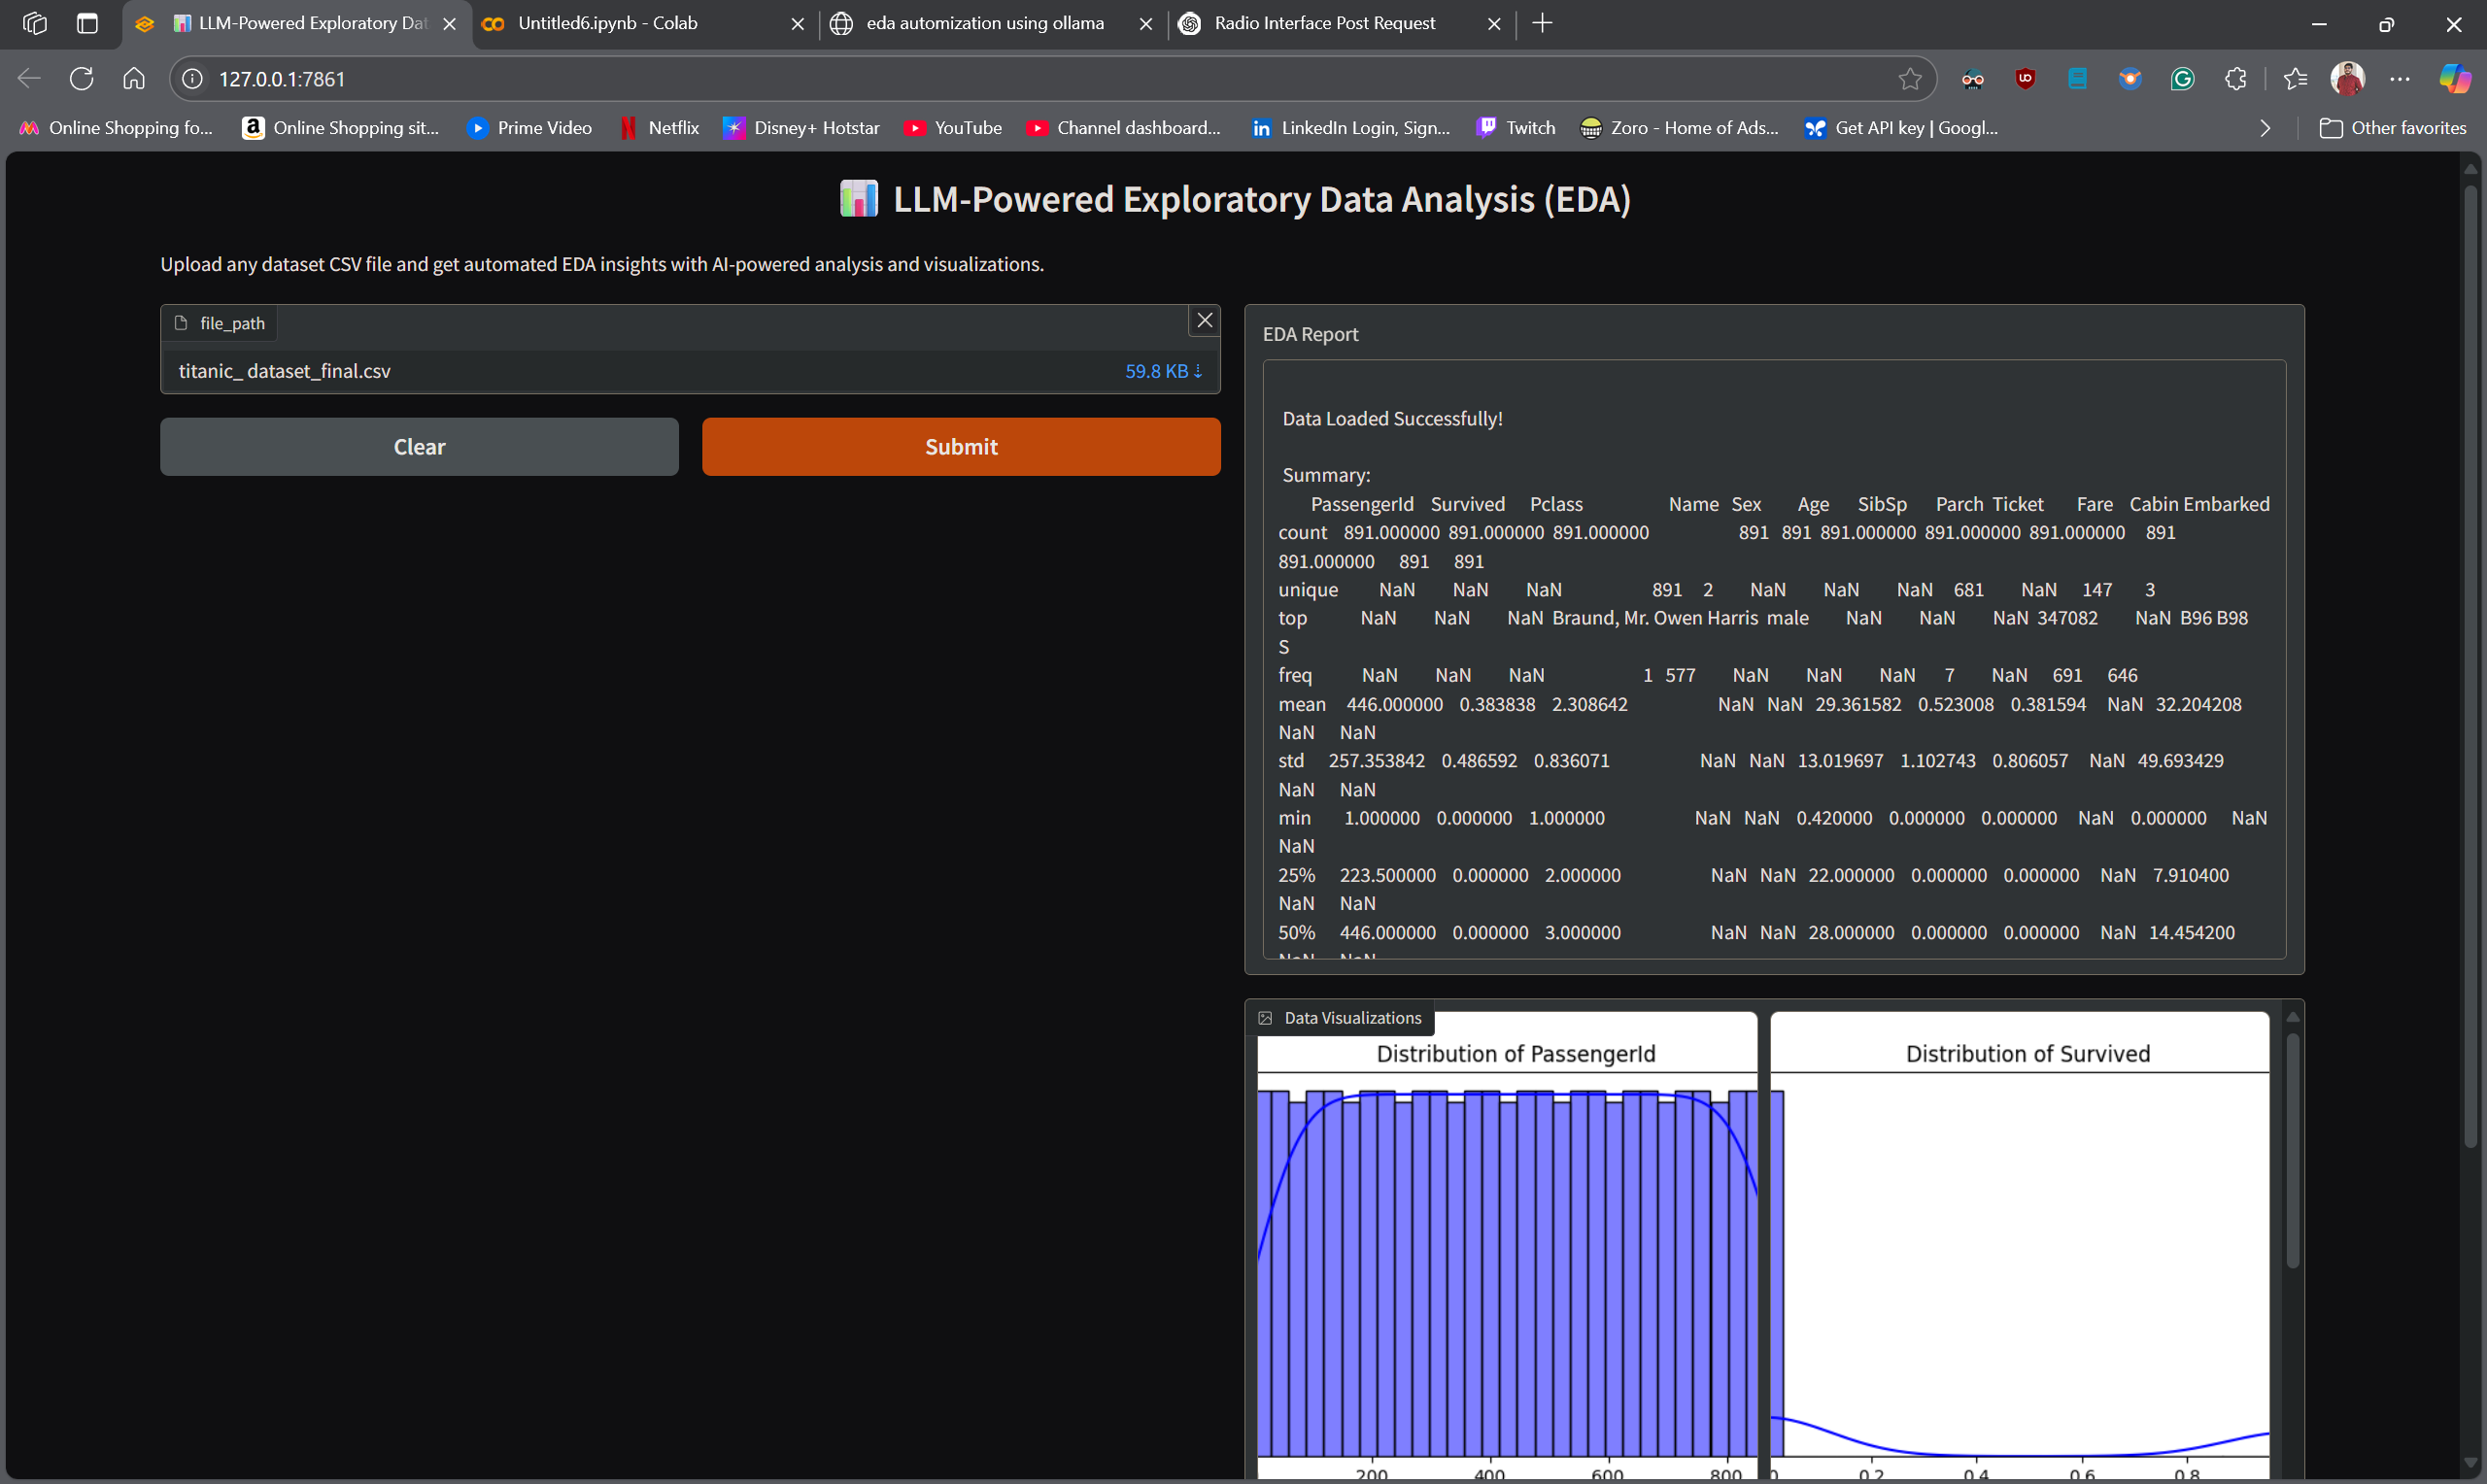 LLM-Powered Exploratory Dat
Untitled6.ipynb - Colab
eda automization using ollama
Radio Interface Post Request
127.0.0.1:7861
Online Shopping fo...
Online Shopping sit...
Prime Video
Netflix
Disney+ Hotstar
YouTube
Channel dashboard...
LinkedIn Login, Sign...
Twitch
Zoro - Home of Ads...
Get API key | Googl...
Other favorites
LLM-Powered Exploratory Data Analysis (EDA)
Upload any dataset CSV file and get automated EDA insights with AI-powered analysis and visualizations.
file_path
titanic_ dataset_final.csv 59.8 KB ↓
Clear
Submit
EDA Report
Data Loaded Successfully!
Summary:
PassengerId Survived Pclass Name Sex Age SibSp Parch Ticket Fare Cabin Embarked
count 891.000000 891.000000 891.000000 891 891 891.000000 891.000000 891.000000 891
891.000000 891 891
unique NaN NaN NaN 891 2 NaN NaN NaN 681 NaN 147 3
top NaN NaN NaN Braund, Mr. Owen Harris male NaN NaN NaN 347082 NaN B96 B98
S
freq NaN NaN NaN 1 577 NaN NaN NaN 7 NaN 691 646
mean 446.000000 0.383838 2.308642 NaN NaN 29.361582 0.523008 0.381594 NaN 32.204208
NaN NaN
std 257.353842 0.486592 0.836071 NaN NaN 13.019697 1.102743 0.806057 NaN 49.693429
NaN NaN
min 1.000000 0.000000 1.000000 NaN NaN 0.420000 0.000000 0.000000 NaN 0.000000 NaN
NaN
25% 223.500000 0.000000 2.000000 NaN NaN 22.000000 0.000000 0.000000 NaN 7.910400
NaN NaN
50% 446.000000 0.000000 3.000000 NaN NaN 28.000000 0.000000 0.000000 NaN 14.454200
NaN NaN
Data Visualizations
Distribution of PassengerId
Distribution of Survived
200 400 600 800
0 0.2 0.4 0.6 0.8